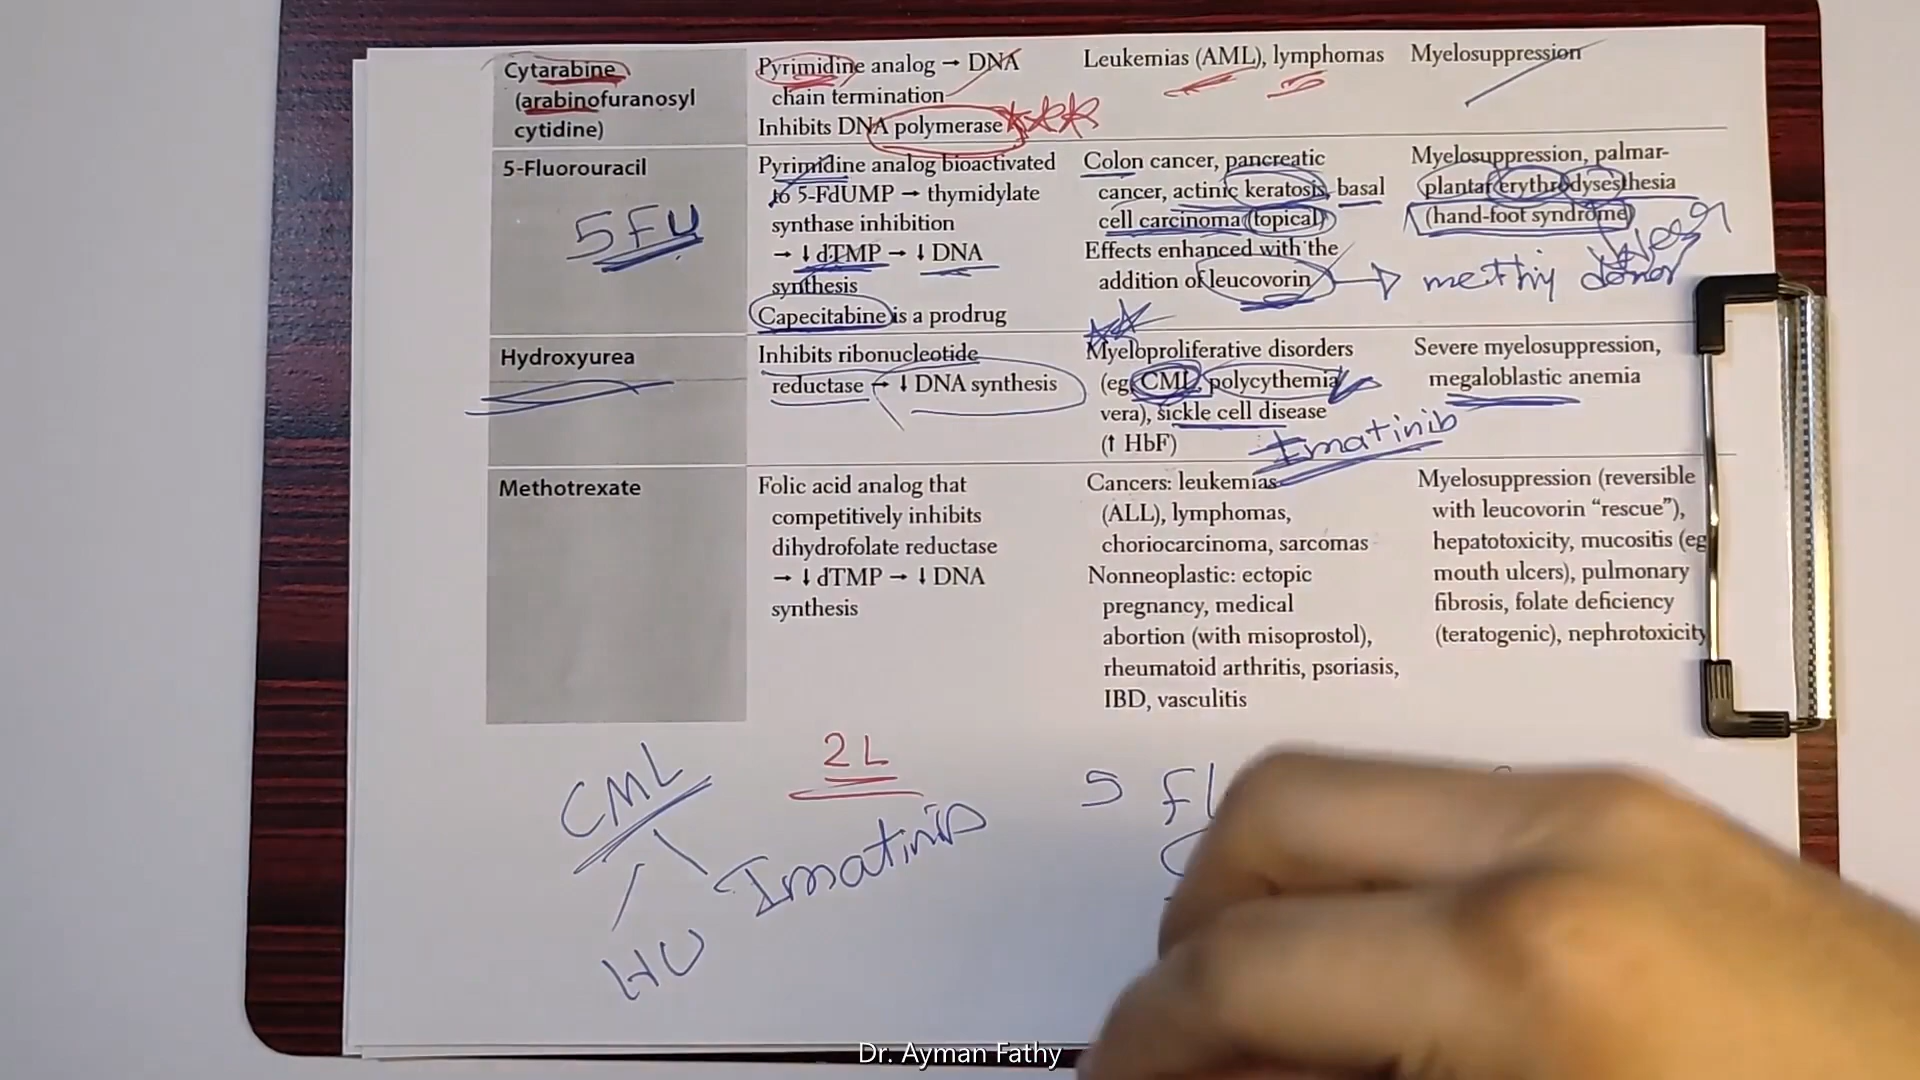 Cytarabine
(arabinofuranosyl
cytidine)
Pyrimidine analog → DNA
chain termination
Inhibits DNA polymerase
Leukemias (AML), lymphomas
Myelosuppression
5-Fluorouracil
5FU
Pyrimidine analog bioactivated
to 5-FdUMP → thymidylate
synthase inhibition
→ ↓ dTMP → ↓ DNA
synthesis
Capecitabine is a prodrug
Colon cancer, pancreatic
cancer, actinic keratosis, basal
cell carcinoma (topical)
Effects enhanced with the
addition of leucovorin
Myelosuppression, palmar-
plantar erythrodysesthesia
(hand-foot syndrome)
methy donor
Hydroxyurea
Inhibits ribonucleotide
reductase → ↓ DNA synthesis
Myeloproliferative disorders
(eg, CML, polycythemia
vera), sickle cell disease
(↑ HbF)
Imatinib
Severe myelosuppression,
megaloblastic anemia
Methotrexate
Folic acid analog that
competitively inhibits
dihydrofolate reductase
→ ↓ dTMP → ↓ DNA
synthesis
Cancers: leukemias
(ALL), lymphomas,
choriocarcinoma, sarcomas
Nonneoplastic: ectopic
pregnancy, medical
abortion (with misoprostol),
rheumatoid arthritis, psoriasis,
IBD, vasculitis
Myelosuppression (reversible
with leucovorin “rescue”),
hepatotoxicity, mucositis (eg
mouth ulcers), pulmonary
fibrosis, folate deficiency
(teratogenic), nephrotoxicity
CML
2L
Imatinib
HU
5 Fl
Dr. Ayman Fathy